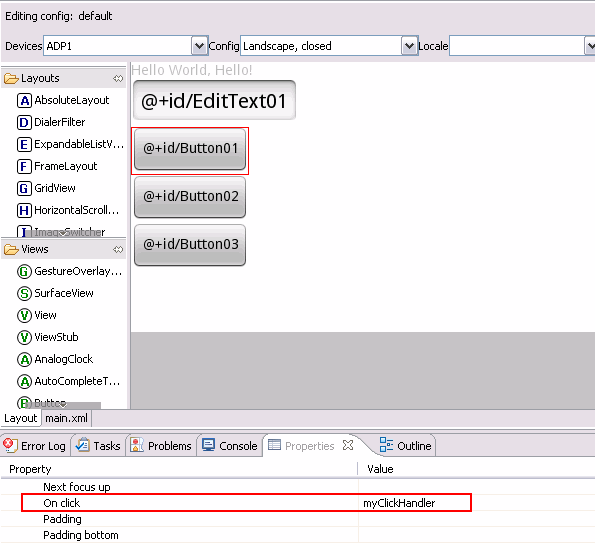 Editing config: default
Devices ADP1 Config Landscape, closed Locale
Layouts
AbsoluteLayout
DialerFilter
ExpandableListV...
FrameLayout
GridView
HorizontalScroll...
ImageSwitcher
Views
GestureOverlay...
SurfaceView
View
ViewStub
AnalogClock
AutoCompleteT...
Button
Hello World, Hello!
@+id/EditText01
@+id/Button01
@+id/Button02
@+id/Button03
Layout main.xml
Error Log Tasks Problems Console Properties Outline
Property Value
Next focus up
On click myClickHandler
Padding
Padding bottom